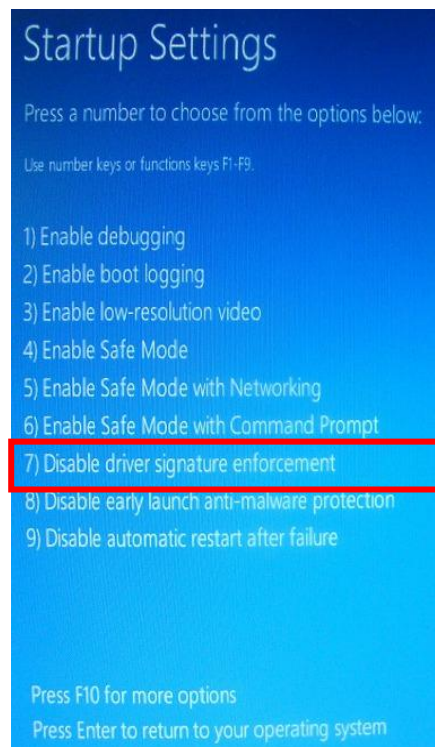 Startup Settings
Press a number to choose from the options below:
Use number keys or functions keys F1-F9.
1) Enable debugging
2) Enable boot logging
3) Enable low-resolution video
4) Enable Safe Mode
5) Enable Safe Mode with Networking
6) Enable Safe Mode with Command Prompt
7) Disable driver signature enforcement
8) Disable early launch anti-malware protection
9) Disable automatic restart after failure
Press F10 for more options
Press Enter to return to your operating system